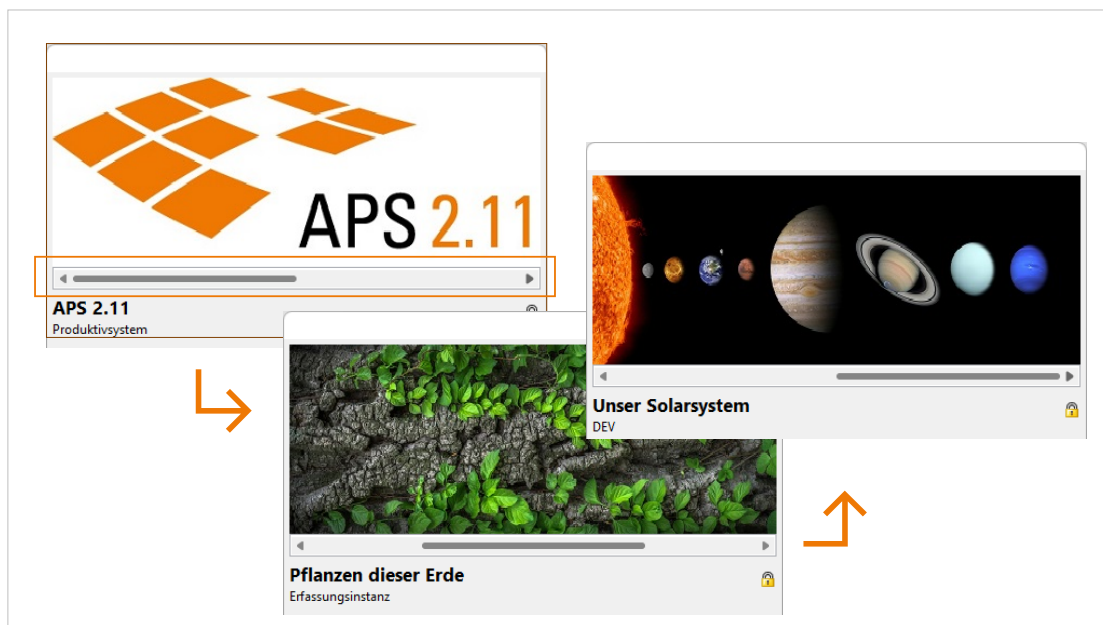 APS 2.11
APS 2.11
Produktivsystem
Pflanzen dieser Erde
Erfassungsinstanz
Unser Solarsystem
DEV